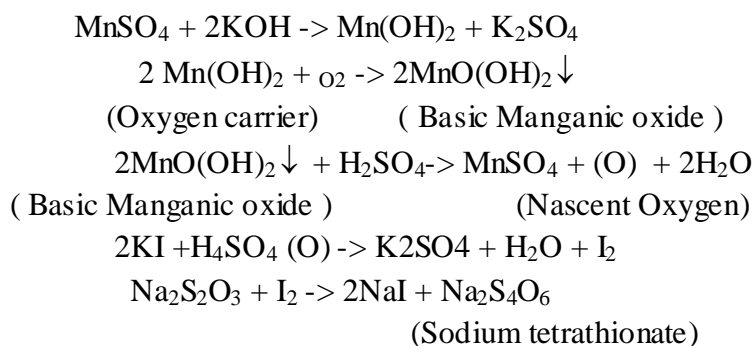 MnSO₄ + 2KOH -> Mn(OH)₂ + K₂SO₄
2 Mn(OH)₂ + O2 -> 2MnO(OH)₂↓
(Oxygen carrier) ( Basic Manganic oxide )
2MnO(OH)₂↓ + H₂SO₄-> MnSO₄ + (O) + 2H₂O
( Basic Manganic oxide ) (Nascent Oxygen)
2KI +H₄SO₄ (O) -> K2SO4 + H₂O + I₂
Na₂S₂O₃ + I₂ -> 2NaI + Na₂S₄O₆
(Sodium tetrathionate)